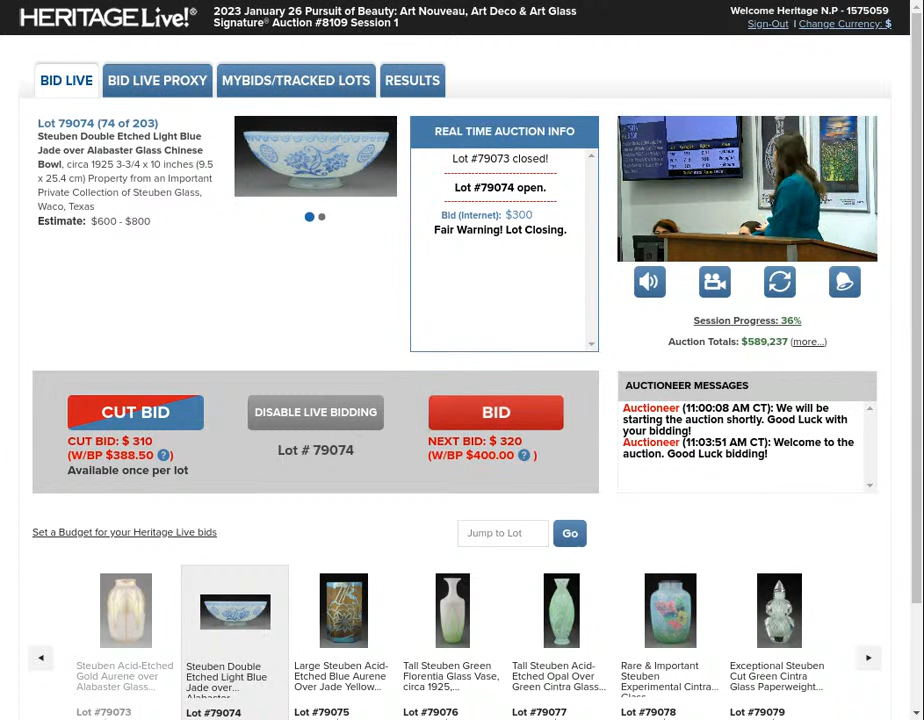 HERITAGE Live!®
2023 January 26 Pursuit of Beauty: Art Nouveau, Art Deco & Art Glass
Signature® Auction #8109 Session 1
Welcome Heritage N.P - 1575059
Sign-Out | Change Currency: $
BID LIVE
BID LIVE PROXY
MYBIDS/TRACKED LOTS
RESULTS
Lot 79074 (74 of 203)
Steuben Double Etched Light Blue
Jade over Alabaster Glass Chinese
Bowl, circa 1925 3-3/4 x 10 inches (9.5
x 25.4 cm) Property from an Important
Private Collection of Steuben Glass,
Waco, Texas
Estimate: $600 - $800
REAL TIME AUCTION INFO
Lot #79073 closed!
--------------------------------
Lot #79074 open.
--------------------------------
Bid (Internet): $300
Fair Warning! Lot Closing.
Session Progress: 36%
Auction Totals: $589,237 (more...)
CUT BID
CUT BID: $ 310
(W/BP $388.50 ? )
Available once per lot
DISABLE LIVE BIDDING
Lot # 79074
BID
NEXT BID: $ 320
(W/BP $400.00 ? )
AUCTIONEER MESSAGES
Auctioneer (11:00:08 AM CT): We will be
starting the auction shortly. Good Luck with
your bidding!
Auctioneer (11:03:51 AM CT): Welcome to the
auction. Good Luck bidding!
Set a Budget for your Heritage Live bids
Jump to Lot
Go
Steuben Acid-Etched
Gold Aurene over
Alabaster Glass...
Lot #79073
Steuben Double
Etched Light Blue
Jade over...
Alabaster
Lot #79074
Large Steuben Acid-
Etched Blue Aurene
Over Jade Yellow...
Lot #79075
Tall Steuben Green
Florentia Glass Vase,
circa 1925,...
Lot #79076
Tall Steuben Acid-
Etched Opal Over
Green Cintra Glass...
Lot #79077
Rare & Important
Steuben
Experimental Cintra...
Glass
Lot #79078
Exceptional Steuben
Cut Green Cintra
Glass Paperweight...
Lot #79079